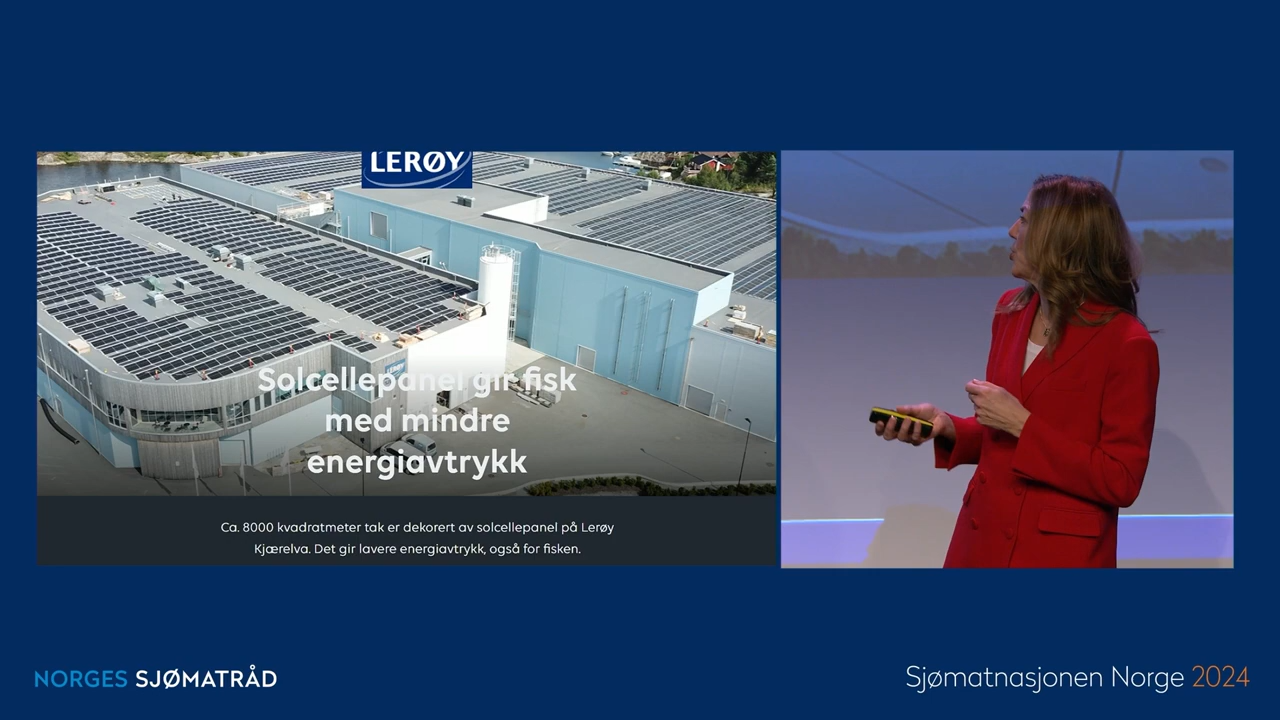 LERØY
LERØY
Solcellepanel gir fisk
med mindre
energiavtrykk
Ca. 8000 kvadratmeter tak er dekorert av solcellepanel på Lerøy
Kjærelva. Det gir lavere energiavtrykk, også for fisken.
NORGES SJØMATRÅD
Sjømatnasjonen Norge 2024